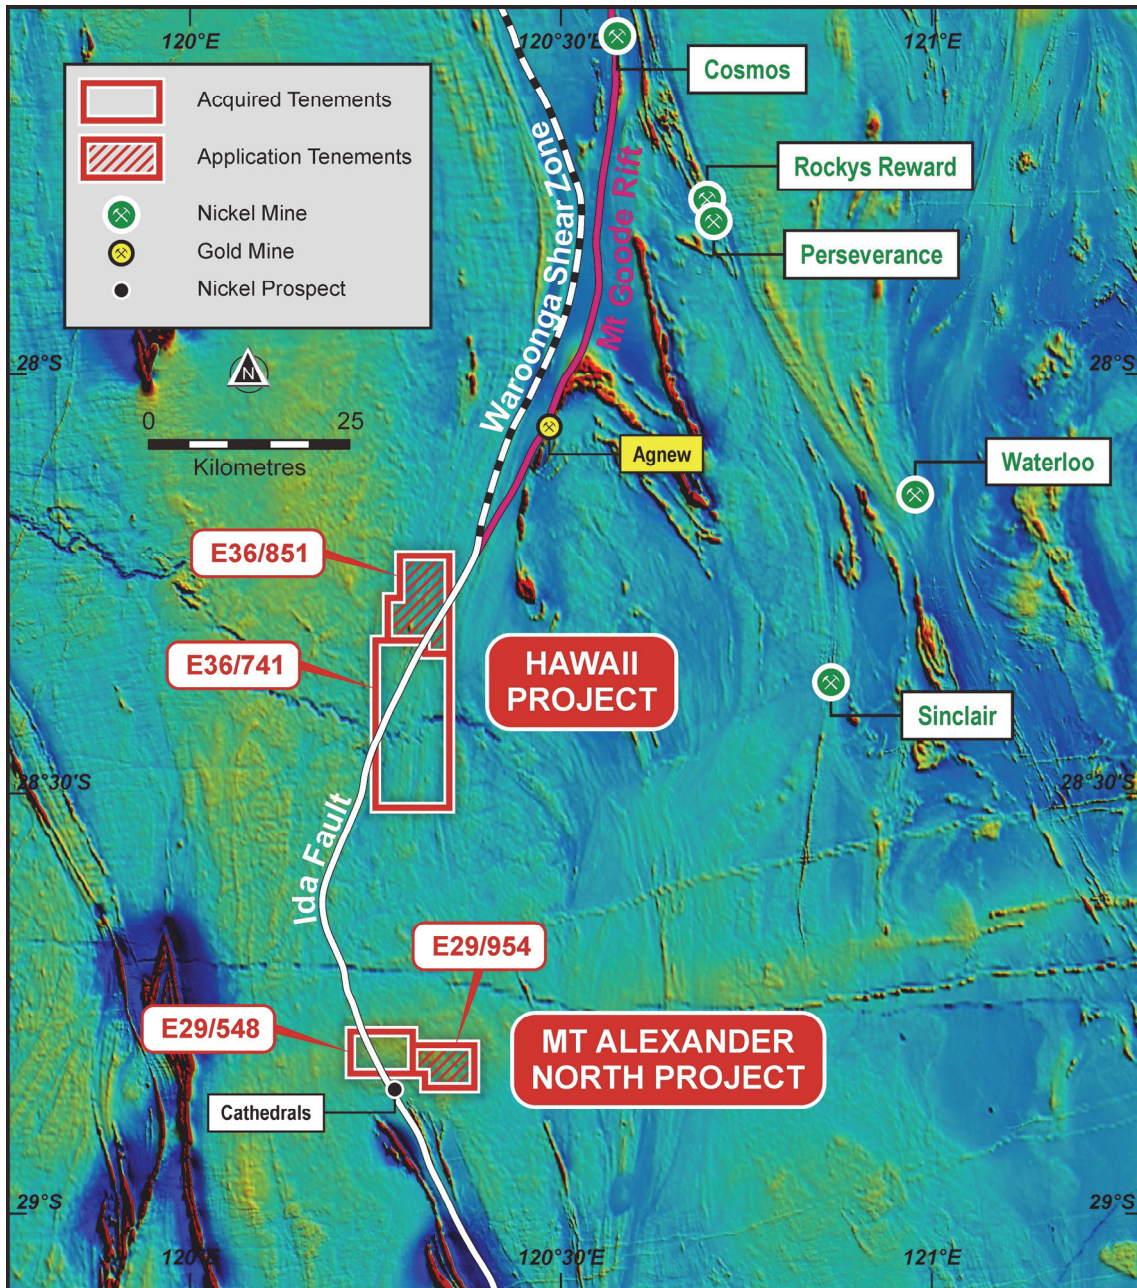 120°E
120°30'E
121°E
Acquired Tenements
Application Tenements
Nickel Mine
Gold Mine
Nickel Prospect
N
0 25
Kilometres
Cosmos
Rockys Reward
Perseverance
Waroonga Shear Zone
Mt Goode Rift
28°S
28°S
Agnew
Waterloo
E36/851
E36/741
HAWAII
PROJECT
Sinclair
28°30'S
28°30'S
Ida Fault
E29/954
E29/548
MT ALEXANDER
NORTH PROJECT
Cathedrals
29°S
29°S
120°E
120°30'E
121°E